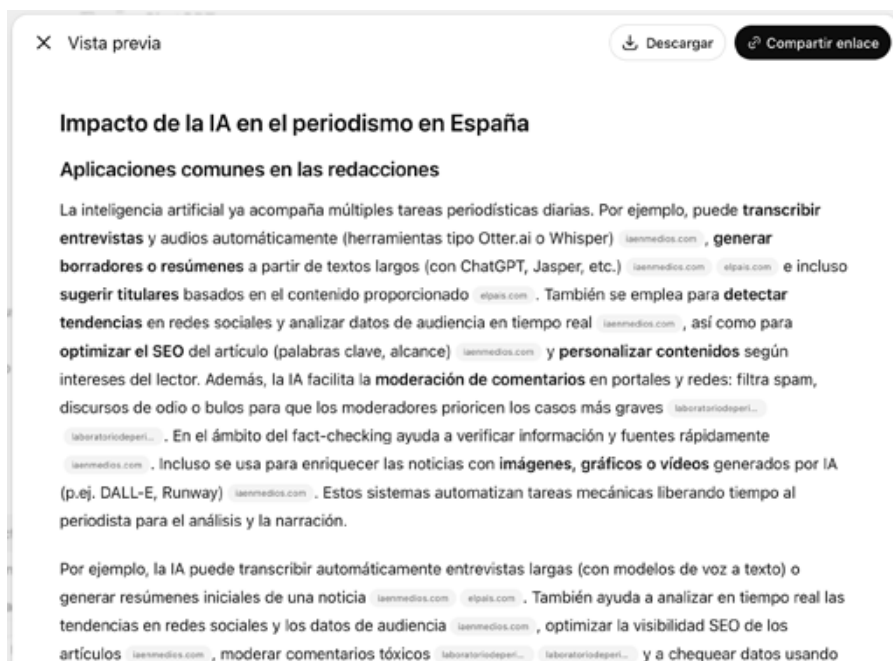 Vista previa
Descargar
Compartir enlace
Impacto de la IA en el periodismo en España
Aplicaciones comunes en las redacciones
La inteligencia artificial ya acompaña múltiples tareas periodísticas diarias. Por ejemplo, puede transcribir
entrevistas y audios automáticamente (herramientas tipo Otter.ai o Whisper) iaenmedios.com , generar
borradores o resúmenes a partir de textos largos (con ChatGPT, Jasper, etc.) iaenmedios.com elpais.com e incluso
sugerir titulares basados en el contenido proporcionado elpais.com . También se emplea para detectar
tendencias en redes sociales y analizar datos de audiencia en tiempo real iaenmedios.com , así como para
optimizar el SEO del artículo (palabras clave, alcance) iaenmedios.com y personalizar contenidos según
intereses del lector. Además, la IA facilita la moderación de comentarios en portales y redes: filtra spam,
discursos de odio o bulos para que los moderadores prioricen los casos más graves laboratoriodeperi...
laboratoriodeperi... . En el ámbito del fact-checking ayuda a verificar información y fuentes rápidamente
iaenmedios.com . Incluso se usa para enriquecer las noticias con imágenes, gráficos o vídeos generados por IA
(p.ej. DALL-E, Runway) iaenmedios.com . Estos sistemas automatizan tareas mecánicas liberando tiempo al
periodista para el análisis y la narración.
Por ejemplo, la IA puede transcribir automáticamente entrevistas largas (con modelos de voz a texto) o
generar resúmenes iniciales de una noticia iaenmedios.com elpais.com . También ayuda a analizar en tiempo real las
tendencias en redes sociales y los datos de audiencia iaenmedios.com , optimizar la visibilidad SEO de los
artículos iaenmedios.com , moderar comentarios tóxicos laboratoriodeperi... laboratoriodeperi... y a chequear datos usando